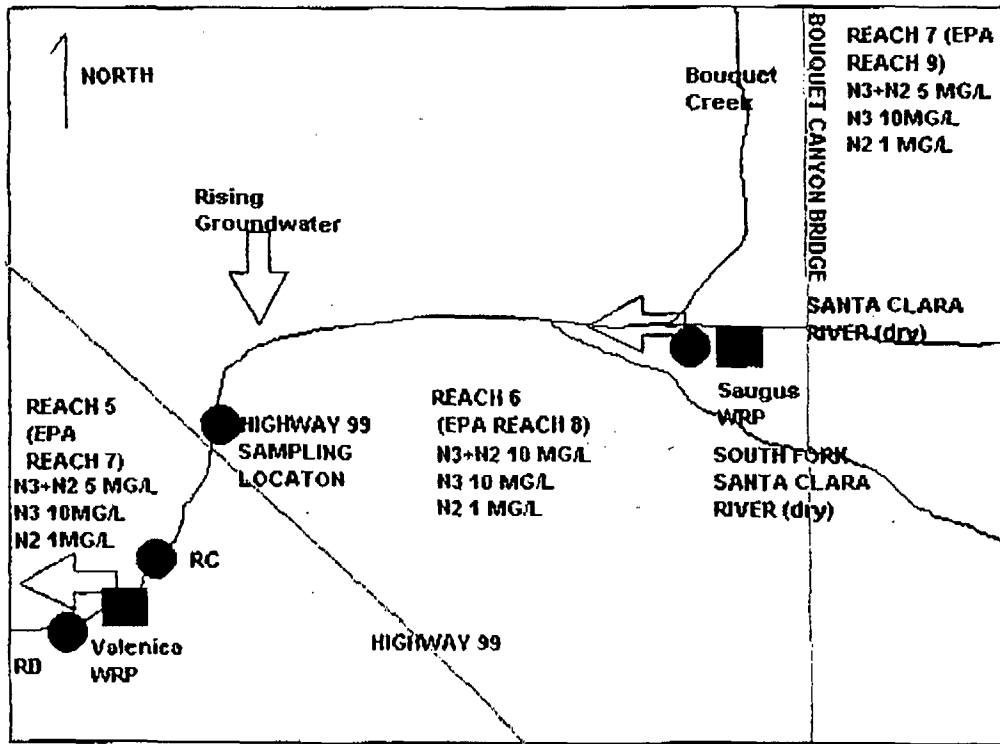 NORTH
Bouquet
Creek
BOUQUET CANYON BRIDGE
REACH 7 (EPA
REACH 9)
N3+N2 5 MG/L
N3 10MG/L
N2 1 MG/L
Rising
Groundwater
SANTA CLARA
RIVER (dry)
Saugus
WRP
SOUTH FORK
SANTA CLARA
RIVER (dry)
REACH 6
(EPA REACH 8)
N3+N2 10 MG/L
N3 10 MG/L
N2 1 MG/L
HIGHWAY 99
SAMPLING
LOCATON
REACH 5
(EPA
REACH 7)
N3+N2 5 MG/L
N3 10MG/L
N2 1MG/L
RC
HIGHWAY 99
Valenica
WRP
RD